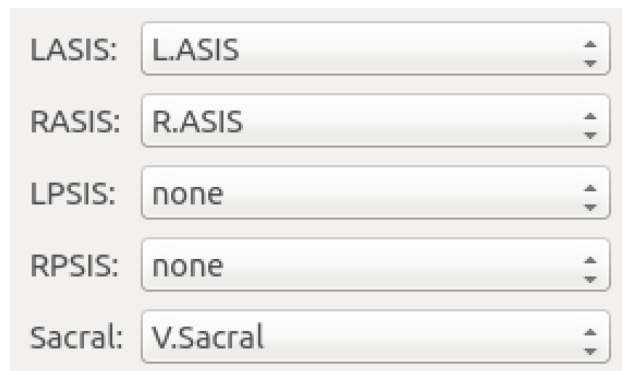 LASIS: L.ASIS
RASIS: R.ASIS
LPSIS: none
RPSIS: none
Sacral: V.Sacral